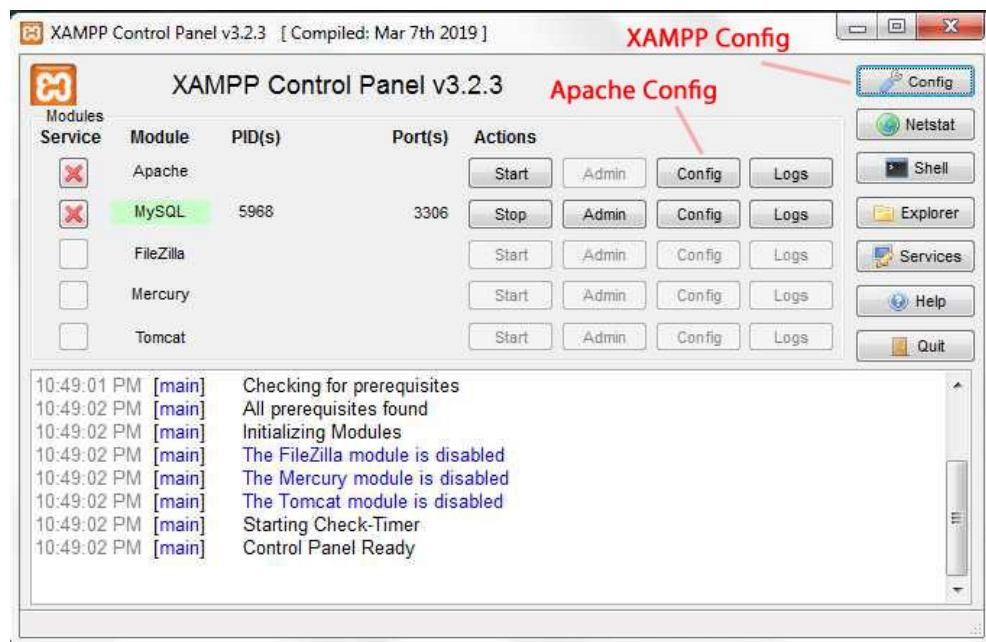 XAMPP Control Panel v3.2.3 [ Compiled: Mar 7th 2019 ]
XAMPP Config
XAMPP Control Panel v3.2.3
Apache Config
Config
Modules
Service Module PID(s) Port(s) Actions
Netstat
Apache Start Admin Config Logs
Shell
MySQL 5968 3306 Stop Admin Config Logs
Explorer
FileZilla Start Admin Config Logs
Services
Mercury Start Admin Config Logs
Help
Tomcat Start Admin Config Logs
Quit
10:49:01 PM [main] Checking for prerequisites
10:49:02 PM [main] All prerequisites found
10:49:02 PM [main] Initializing Modules
10:49:02 PM [main] The FileZilla module is disabled
10:49:02 PM [main] The Mercury module is disabled
10:49:02 PM [main] The Tomcat module is disabled
10:49:02 PM [main] Starting Check-Timer
10:49:02 PM [main] Control Panel Ready